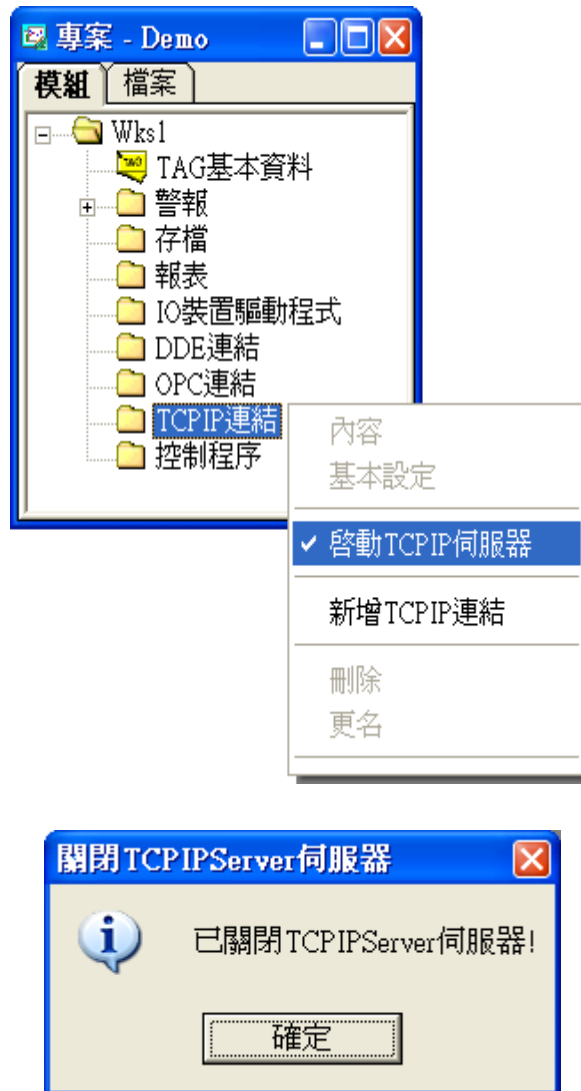 專案 - Demo
模組 檔案
Wks1
TAG基本資料
警報
存檔
報表
IO裝置驅動程式
DDE連結
OPC連結
TCPIP連結
控制程序
內容
基本設定
啓動TCPIP伺服器
新增TCPIP連結
刪除
更名
關閉TCPIPServer伺服器
已關閉TCPIPServer伺服器!
確定